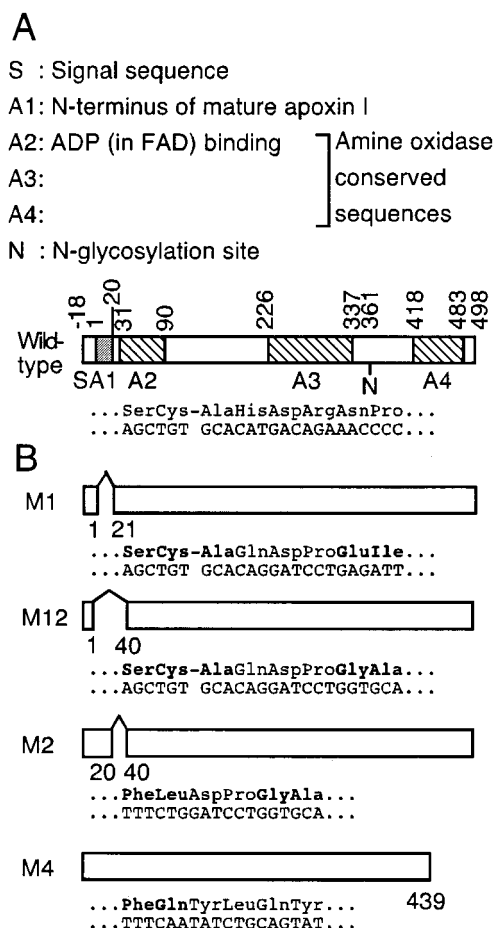 A
S : Signal sequence
A1: N-terminus of mature apoxin I
A2: ADP (in FAD) binding
A3:
A4:
Amine oxidase
conserved
sequences
N : N-glycosylation site
-18 1 20 31 90 226 337 361 418 483 498
Wild-
type
S A1 A2 A3 N A4
...SerCys-AlaHisAspArgAsnPro...
...AGCTGT GCACATGACAGAAACCCC...
B
M1
1 21
...SerCys-AlaGlnAspProGluIle...
...AGCTGT GCACAGGATCCTGAGATT...
M12
1 40
...SerCys-AlaGlnAspProGlyAla...
...AGCTGT GCACAGGATCCTGGTGCA...
M2
20 40
...PheLeuAspProGlyAla...
...TTTCTGGATCCTGGTGCA...
M4
439
...PheGlnTyrLeuGlnTyr...
...TTTCAATATCTGCAGTAT...